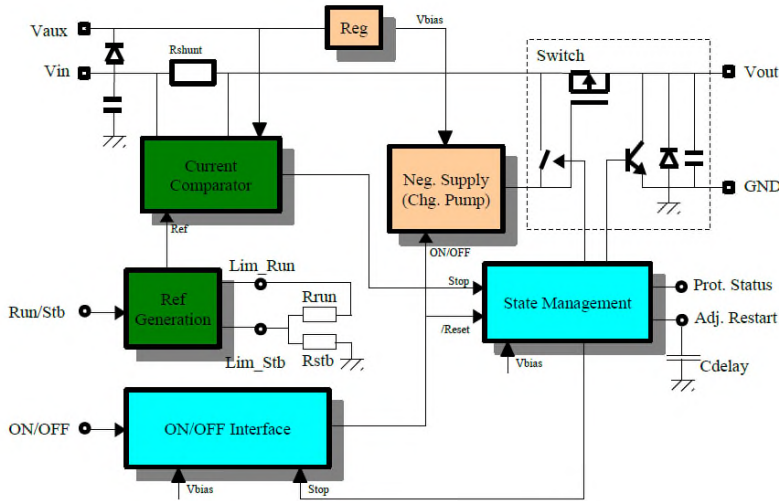 Vaux
Reg
Vbias
Rshunt
Vin
Switch
Vout
Current
Comparator
Neg. Supply
(Chg. Pump)
GND
Ref
ON/OFF
Lim_Run
Rrun
Stop
State Management
Prot. Status
Run/Stb
Ref
Generation
Adj. Restart
/Reset
Lim_Stb
Rstb
Vbias
Cdelay
ON/OFF
ON/OFF Interface
Vbias
Stop